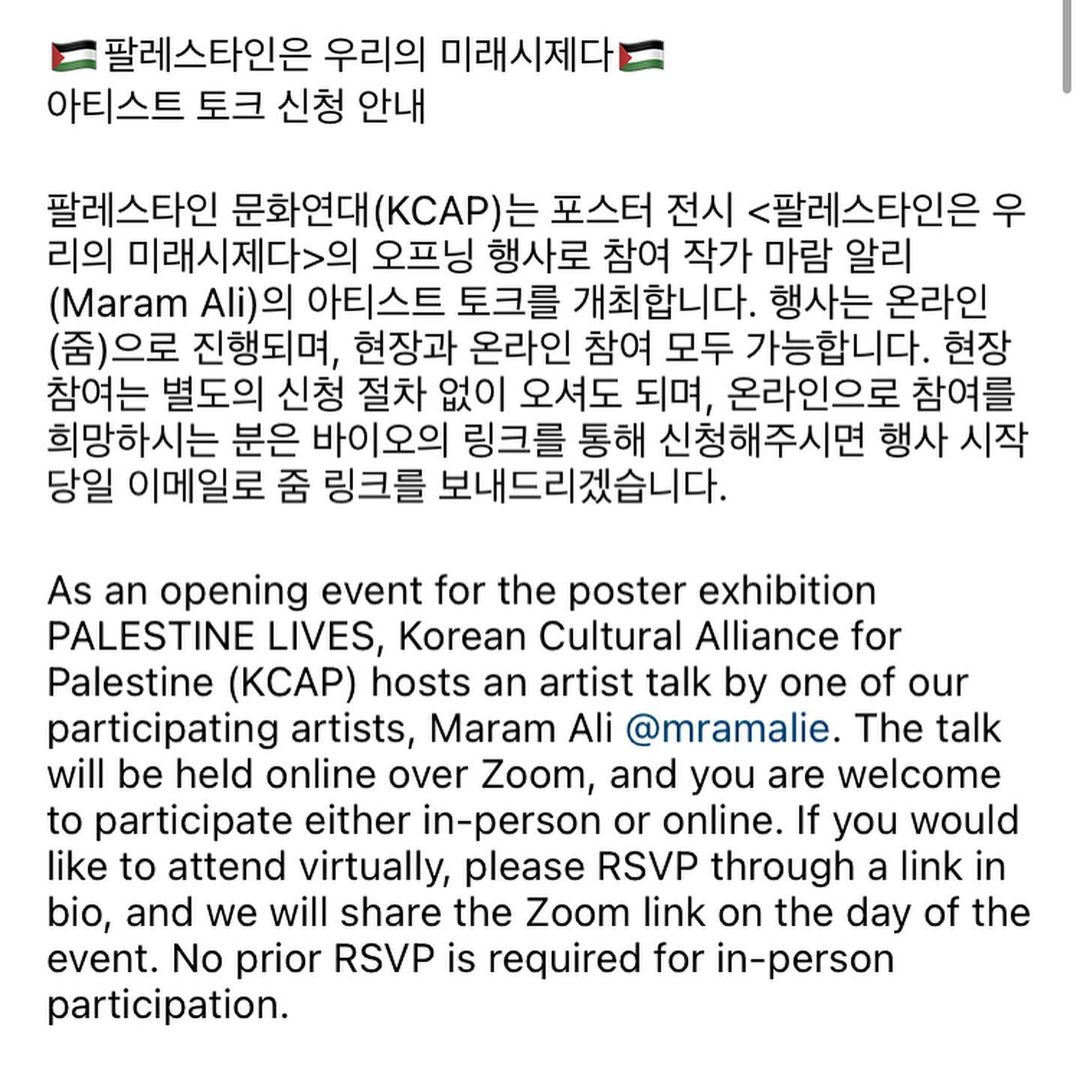 🇵🇸팔레스타인은 우리의 미래시제다🇵🇸
아티스트 토크 신청 안내
팔레스타인 문화연대(KCAP)는 포스터 전시 <팔레스타인은 우
리의 미래시제다>의 오프닝 행사로 참여 작가 마람 알리
(Maram Ali)의 아티스트 토크를 개최합니다. 행사는 온라인
(줌)으로 진행되며, 현장과 온라인 참여 모두 가능합니다. 현장
참여는 별도의 신청 절차 없이 오셔도 되며, 온라인으로 참여를
희망하시는 분은 바이오의 링크를 통해 신청해주시면 행사 시작
당일 이메일로 줌 링크를 보내드리겠습니다.
As an opening event for the poster exhibition
PALESTINE LIVES, Korean Cultural Alliance for
Palestine (KCAP) hosts an artist talk by one of our
participating artists, Maram Ali @mramalie. The talk
will be held online over Zoom, and you are welcome
to participate either in-person or online. If you would
like to attend virtually, please RSVP through a link in
bio, and we will share the Zoom link on the day of the
event. No prior RSVP is required for in-person
participation.